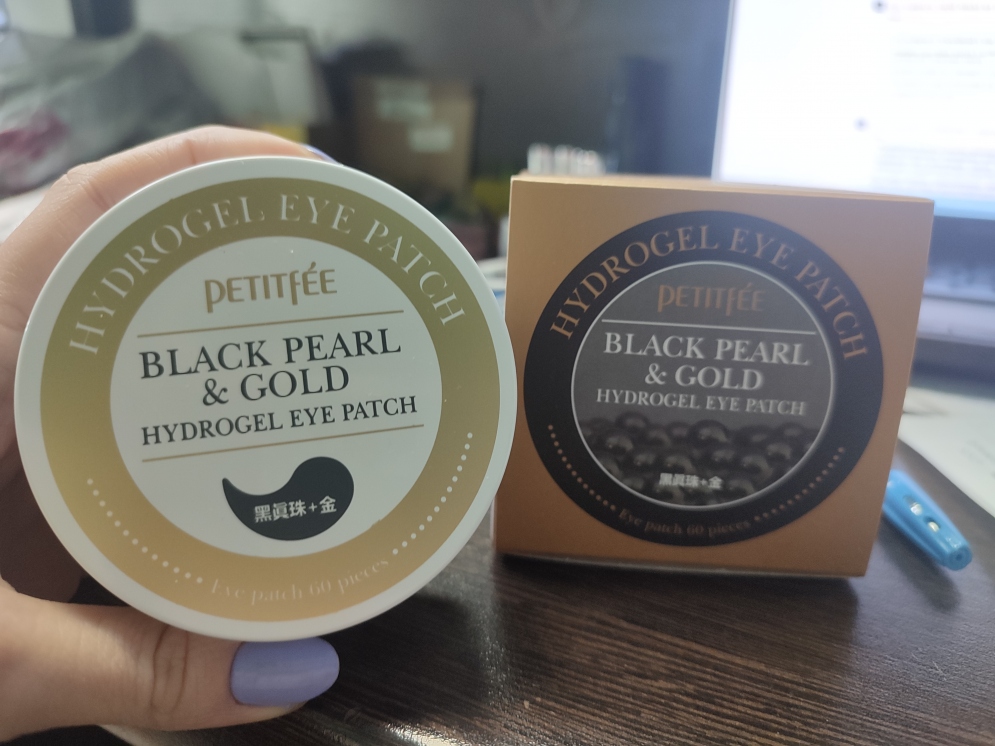 HYDROGEL EYE PATCH
PETITFÉE
BLACK PEARL
& GOLD
HYDROGEL EYE PATCH
黑眞珠+金
Eye patch 60 pieces
HYDROGEL EYE PATCH
PETITFÉE
BLACK PEARL
& GOLD
HYDROGEL EYE PATCH
黑眞珠+金
Eye patch 60 pieces